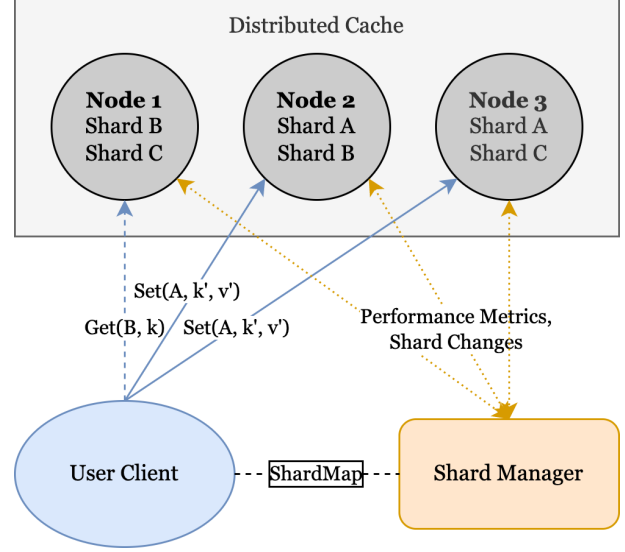 Distributed Cache
Node 1
Shard B
Shard C
Node 2
Shard A
Shard B
Node 3
Shard A
Shard C
Set(A, k', v')
Get(B, k)
Set(A, k', v')
Performance Metrics,
Shard Changes
User Client
ShardMap
Shard Manager